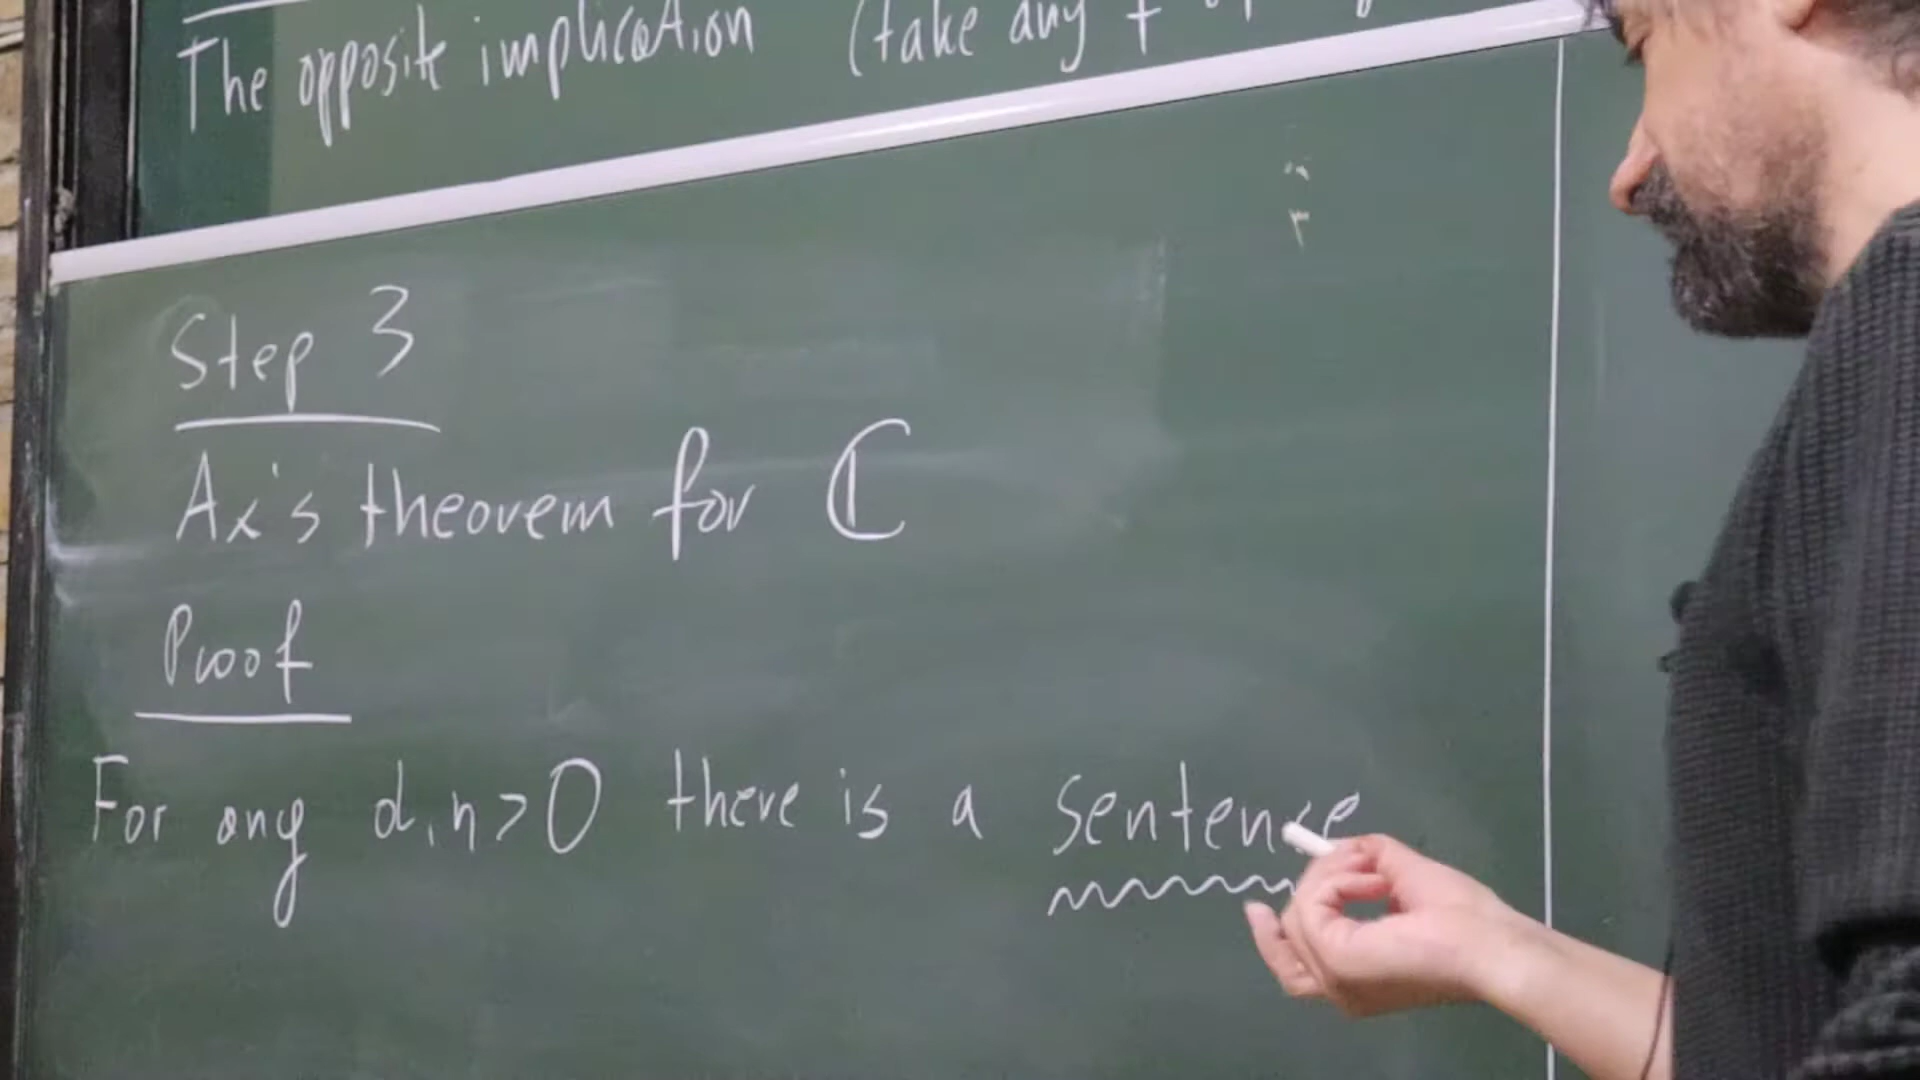 The opposite implication (take any f
Step 3
Ax's theorem for ℂ
Proof
For any d, n > 0 there is a sentence